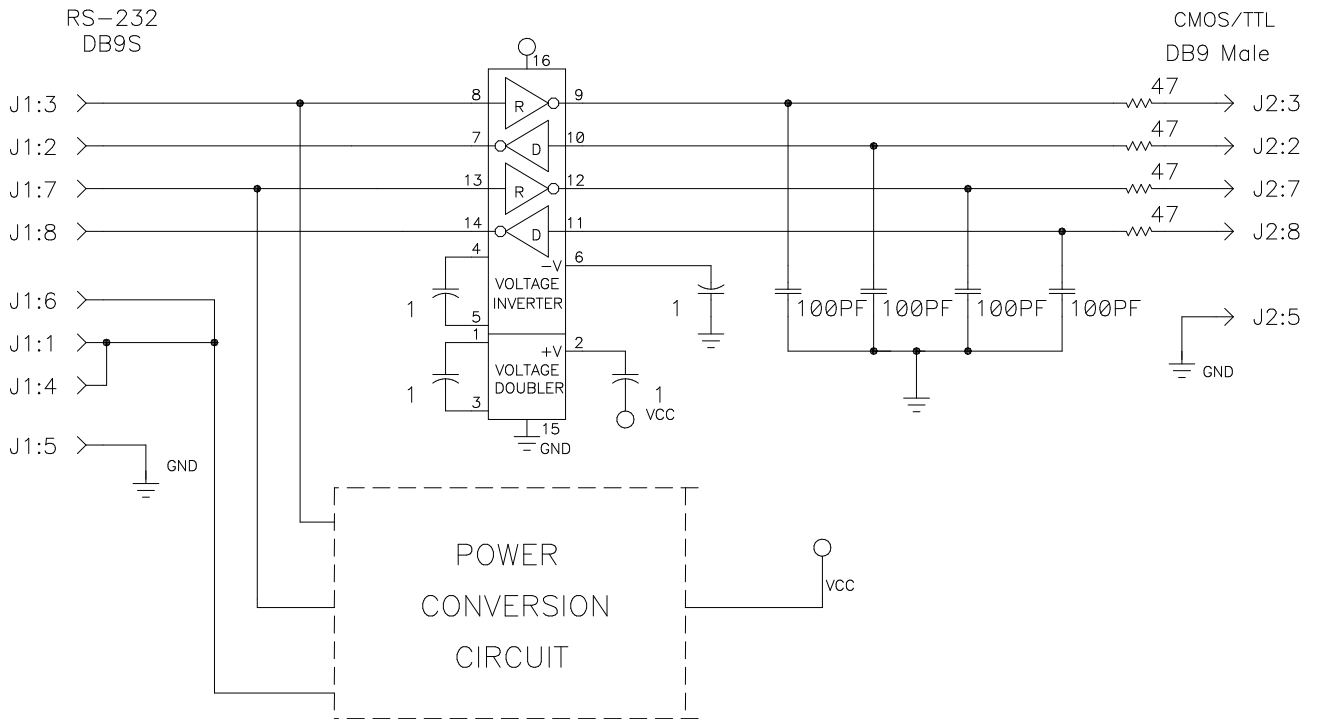 RS-232
DB9S
CMOS/TTL
DB9 Male
16
J1:3
8
R
9
47
J2:3
J1:2
7
D
10
47
J2:2
J1:7
13
R
12
47
J2:7
J1:8
14
D
11
47
J2:8
4
-V
6
VOLTAGE
INVERTER
1
1
100PF
100PF
100PF
100PF
J1:6
5
J2:5
J1:1
1
+V
2
VOLTAGE
DOUBLER
GND
J1:4
1
1
3
VCC
15
GND
J1:5
GND
POWER
CONVERSION
CIRCUIT
VCC